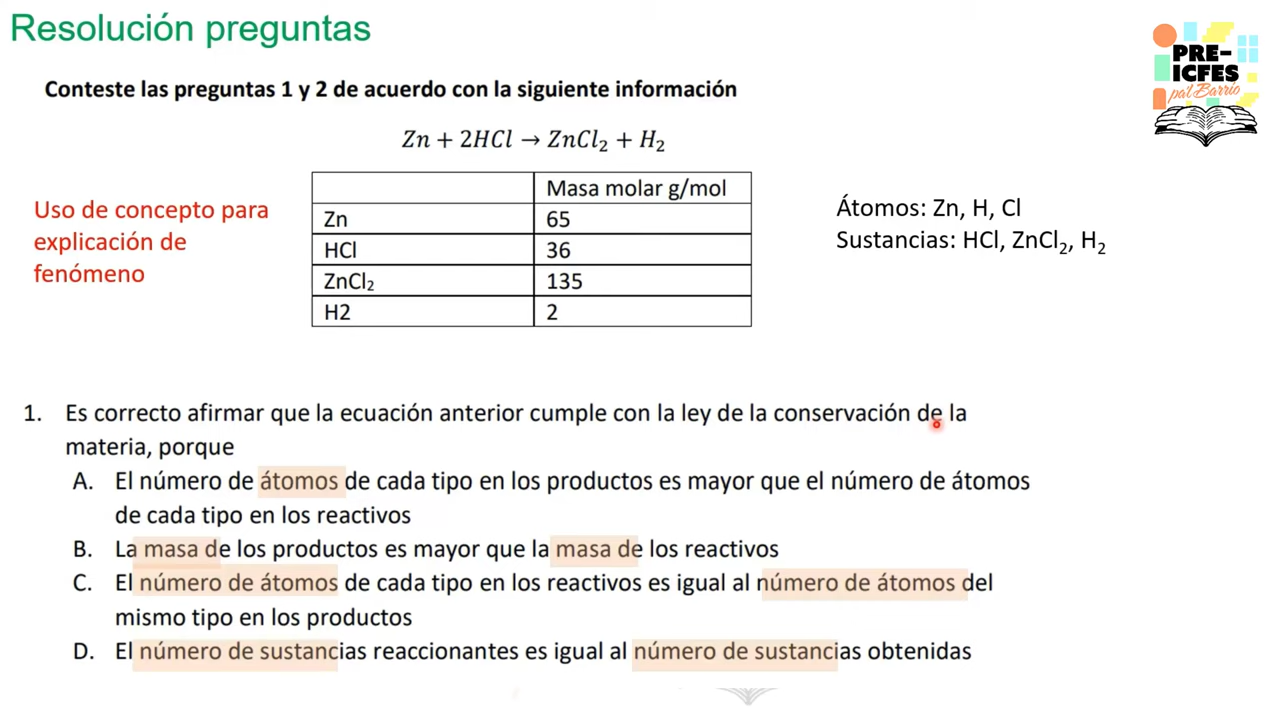 Resolución preguntas
PRE-
ICFES
pa'l Barrio
Conteste las preguntas 1 y 2 de acuerdo con la siguiente información
Zn + 2HCl → ZnCl₂ + H₂
Masa molar g/mol
Zn 65
HCl 36
ZnCl₂ 135
H2 2
Uso de concepto para
explicación de
fenómeno
Átomos: Zn, H, Cl
Sustancias: HCl, ZnCl₂, H₂
1. Es correcto afirmar que la ecuación anterior cumple con la ley de la conservación de la
materia, porque
A. El número de átomos de cada tipo en los productos es mayor que el número de átomos
de cada tipo en los reactivos
B. La masa de los productos es mayor que la masa de los reactivos
C. El número de átomos de cada tipo en los reactivos es igual al número de átomos del
mismo tipo en los productos
D. El número de sustancias reaccionantes es igual al número de sustancias obtenidas